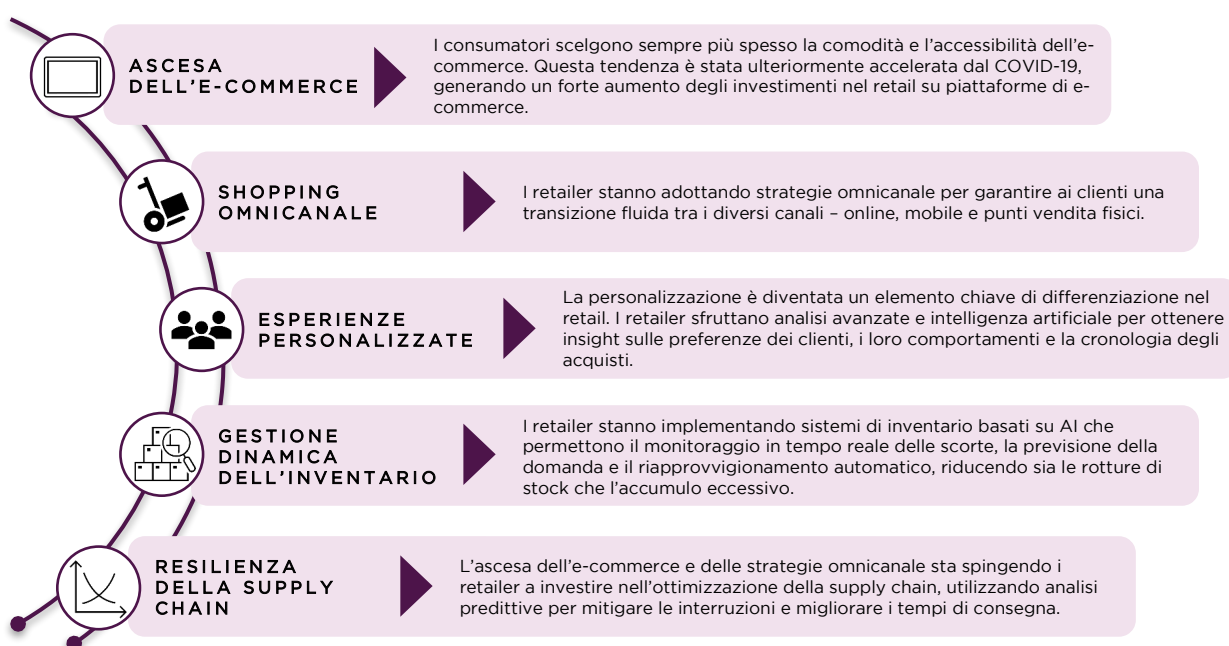 ASCESA
DELL'E-COMMERCE
I consumatori scelgono sempre più spesso la comodità e l'accessibilità dell'e-
commerce. Questa tendenza è stata ulteriormente accelerata dal COVID-19,
generando un forte aumento degli investimenti nel retail su piattaforme di e-
commerce.
SHOPPING
OMNICANALE
I retailer stanno adottando strategie omnicanale per garantire ai clienti una
transizione fluida tra i diversi canali – online, mobile e punti vendita fisici.
ESPERIENZE
PERSONALIZZATE
La personalizzazione è diventata un elemento chiave di differenziazione nel
retail. I retailer sfruttano analisi avanzate e intelligenza artificiale per ottenere
insight sulle preferenze dei clienti, i loro comportamenti e la cronologia degli
acquisti.
GESTIONE
DINAMICA
DELL'INVENTARIO
I retailer stanno implementando sistemi di inventario basati su AI che
permettono il monitoraggio in tempo reale delle scorte, la previsione della
domanda e il riapprovvigionamento automatico, riducendo sia le rotture di
stock che l'accumulo eccessivo.
RESILIENZA
DELLA SUPPLY
CHAIN
L'ascesa dell'e-commerce e delle strategie omnicanale sta spingendo i
retailer a investire nell'ottimizzazione della supply chain, utilizzando analisi
predittive per mitigare le interruzioni e migliorare i tempi di consegna.